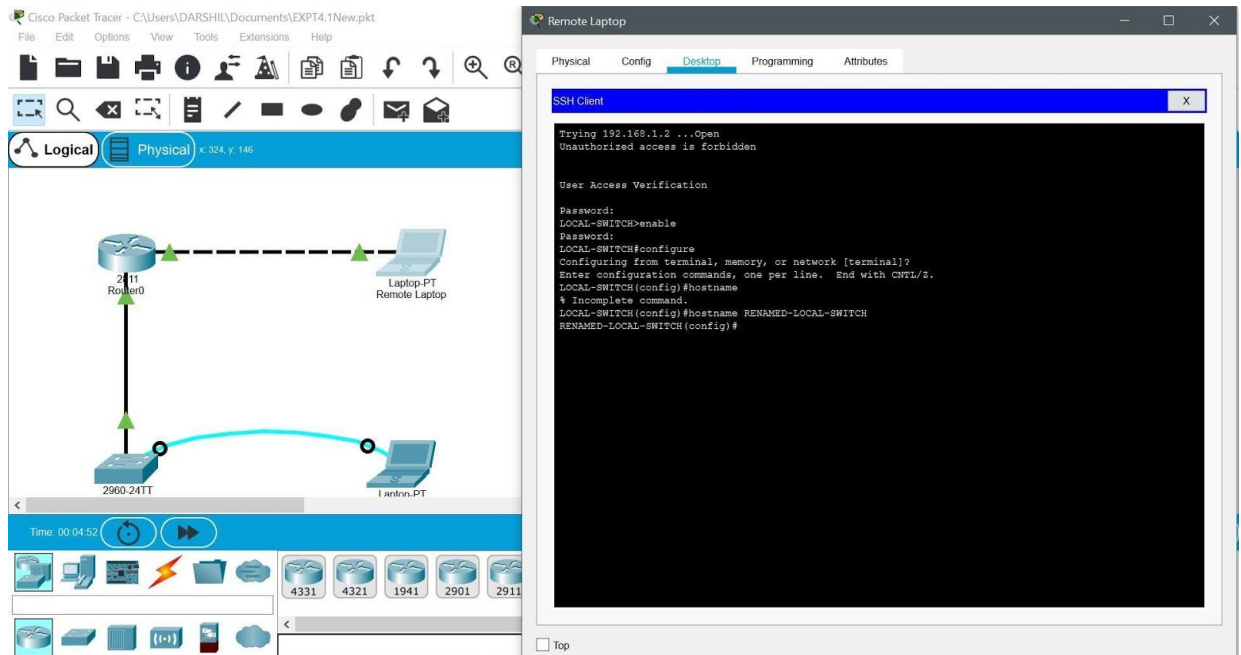 Cisco Packet Tracer - C:\Users\DARSHIL\Documents\EXPT4.1New.pkt
File Edit Options View Tools Extensions Help
Logical
Physical
x: 324, y: 146
2811
Router0
Laptop-PT
Remote Laptop
2960-24TT
Laptop-PT
Time: 00:04:52
4331
4321
1941
2901
2911
Remote Laptop
Physical Config Desktop Programming Attributes
SSH Client
X
Trying 192.168.1.2 ...Open
Unauthorized access is forbidden
User Access Verification
Password:
LOCAL-SWITCH>enable
Password:
LOCAL-SWITCH#configure
Configuring from terminal, memory, or network [terminal]?
Enter configuration commands, one per line. End with CNTL/Z.
LOCAL-SWITCH(config)#hostname
% Incomplete command.
LOCAL-SWITCH(config)#hostname RENAMED-LOCAL-SWITCH
RENAMED-LOCAL-SWITCH(config)#
Top